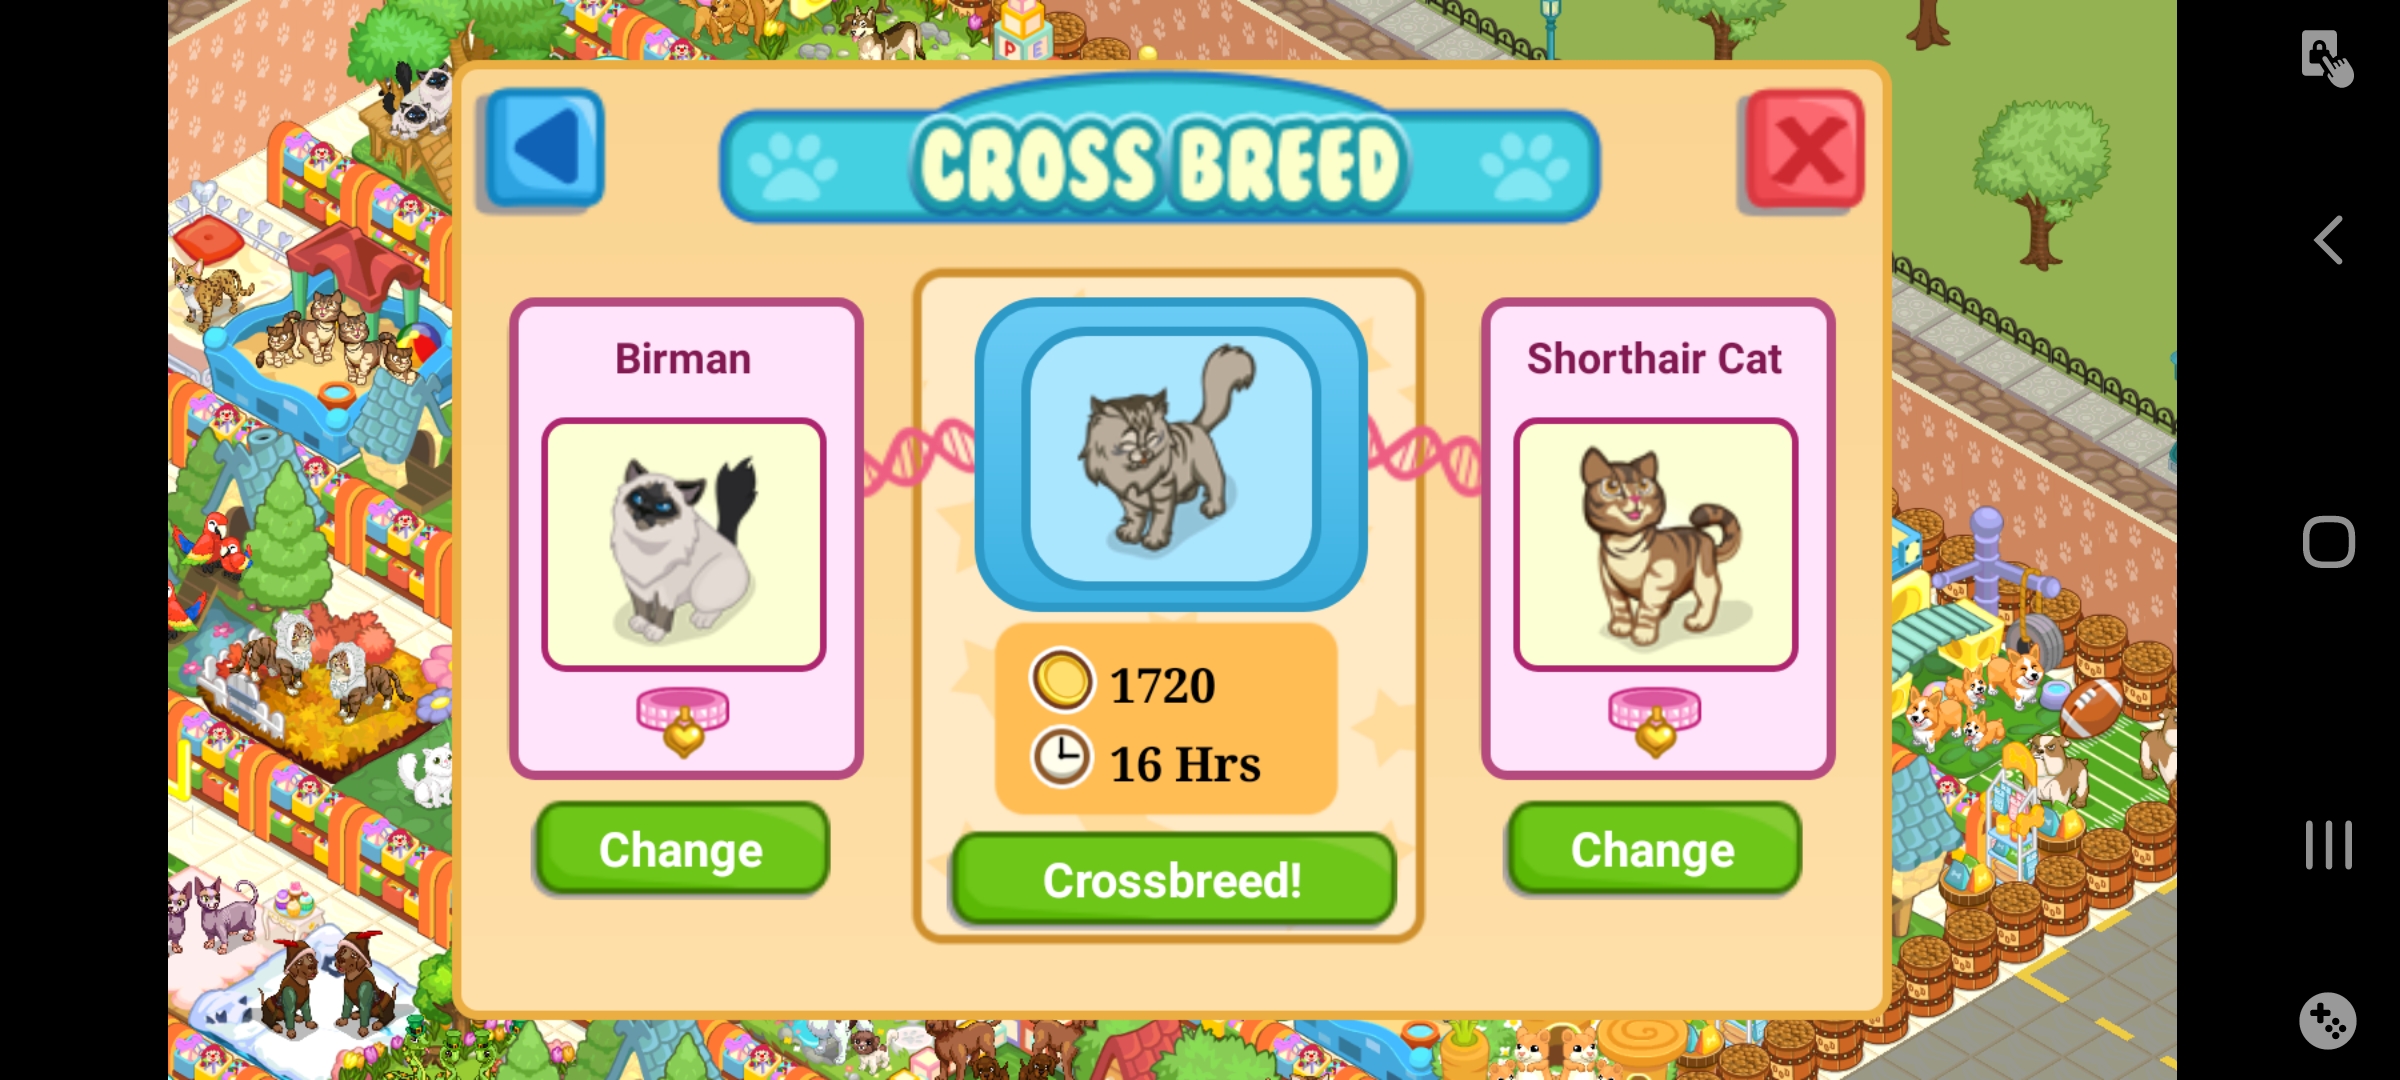 P E
CROSS BREED
Birman
Shorthair Cat
1720
16 Hrs
Change
Crossbreed!
Change